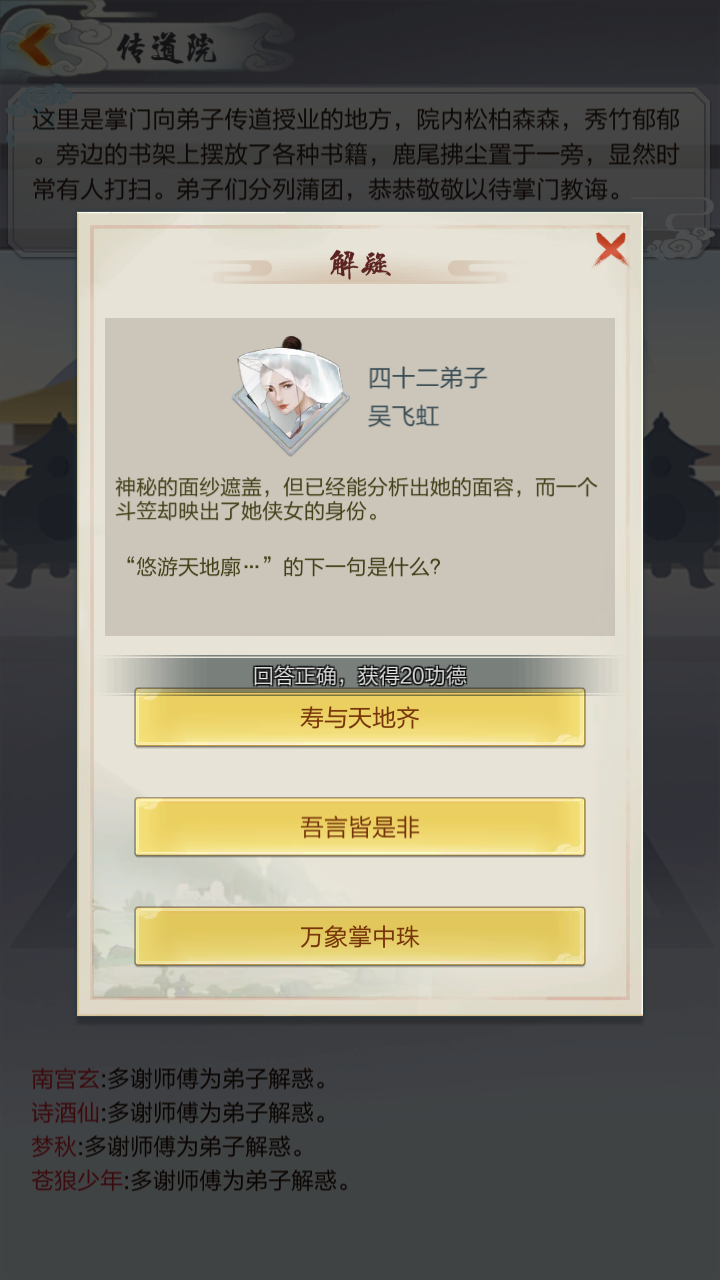 传道院
这里是掌门向弟子传道授业的地方，院内松柏森森，秀竹郁郁
。旁边的书架上摆放了各种书籍，鹿尾拂尘置于一旁，显然时
常有人打扫。弟子们分列蒲团，恭恭敬敬以待掌门教诲。
解疑
四十二弟子
吴飞虹
神秘的面纱遮盖，但已经能分析出她的面容，而一个
斗笠却映出了她侠女的身份。
“悠游天地廓…”的下一句是什么?
回答正确，获得20功德
寿与天地齐
吾言皆是非
万象掌中珠
南宫玄:多谢师傅为弟子解惑。
诗酒仙:多谢师傅为弟子解惑。
梦秋:多谢师傅为弟子解惑。
苍狼少年:多谢师傅为弟子解惑。